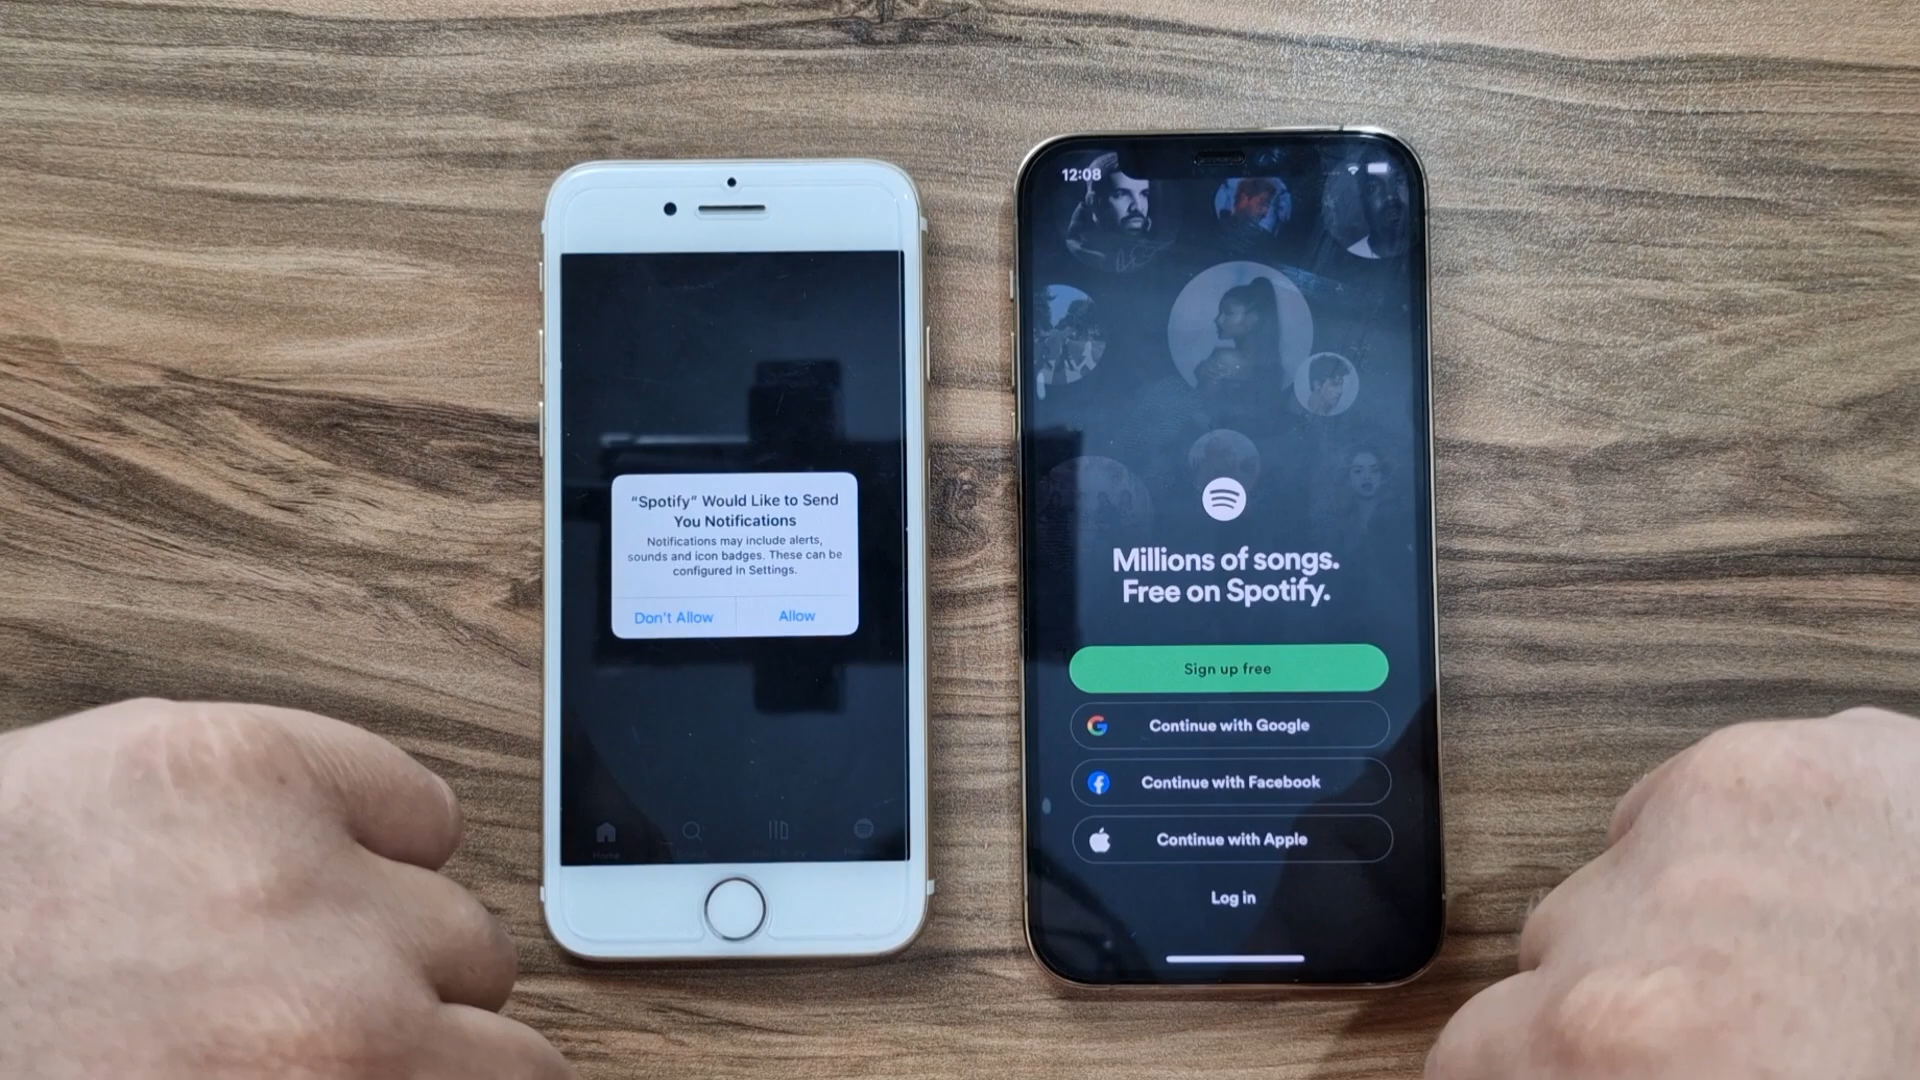 “Spotify” Would Like to Send
You Notifications
Notifications may include alerts,
sounds and icon badges. These can be
configured in Settings.
Don't Allow
Allow
Home
12:08
Millions of songs.
Free on Spotify.
Sign up free
Continue with Google
Continue with Facebook
Continue with Apple
Log in